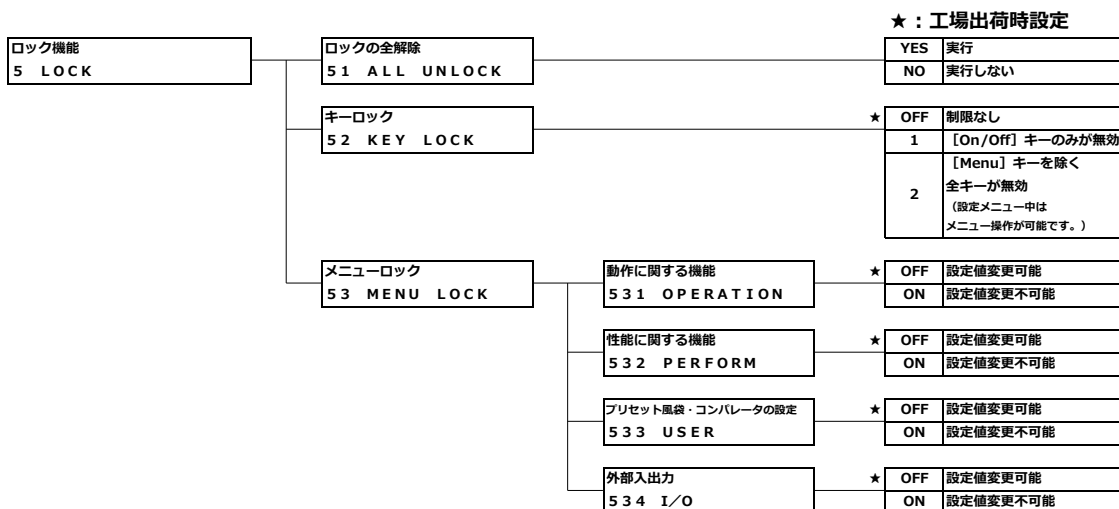 ★：工場出荷時設定
ロック機能
5 LOCK
ロックの全解除
51 ALL UNLOCK
YES 実行
NO 実行しない
キーロック
52 KEY LOCK
★ OFF 制限なし
1 ［On/Off］キーのみが無効
2 ［Menu］キーを除く
全キーが無効
（設定メニュー中は
メニュー操作が可能です。）
メニューロック
53 MENU LOCK
動作に関する機能
531 OPERATION
★ OFF 設定値変更可能
ON 設定値変更不可能
性能に関する機能
532 PERFORM
★ OFF 設定値変更可能
ON 設定値変更不可能
プリセット風袋・コンパレータの設定
533 USER
★ OFF 設定値変更可能
ON 設定値変更不可能
外部入出力
534 I／O
★ OFF 設定値変更可能
ON 設定値変更不可能